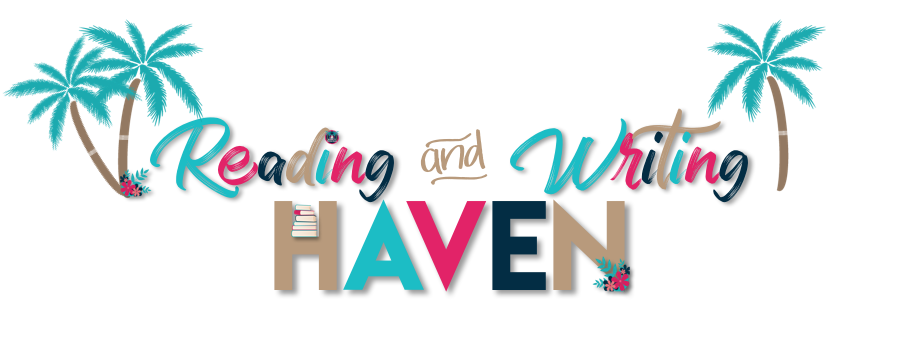 Reading and Writing
HAVEN